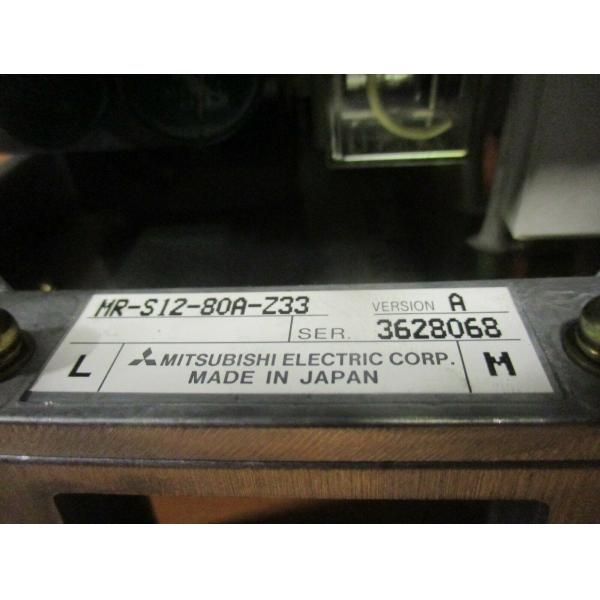 MR-S12-80A-Z33 VERSION A
SER. 3628068
L MITSUBISHI ELECTRIC CORP. M
MADE IN JAPAN